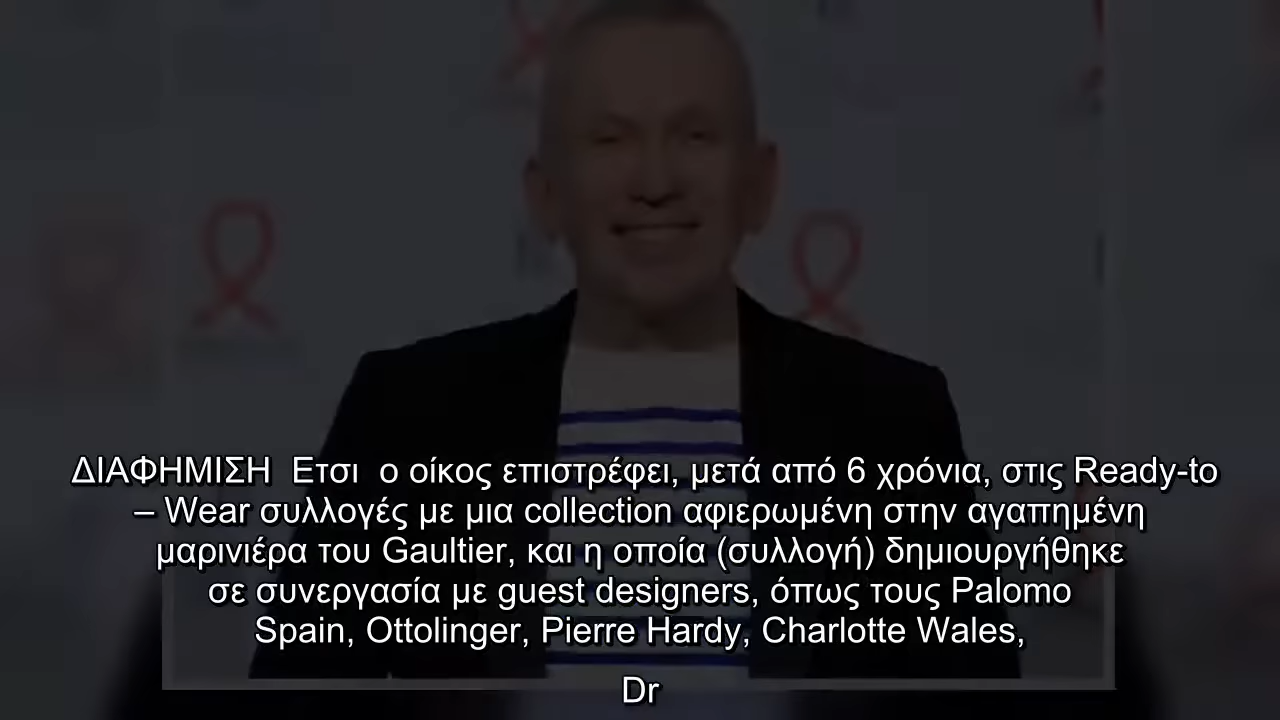 ΔΙΑΦΗΜΙΣΗ Ετσι ο οίκος επιστρέφει, μετά από 6 χρόνια, στις Ready-to
– Wear συλλογές με μια collection αφιερωμένη στην αγαπημένη
μαρινιέρα του Gaultier, και η οποία (συλλογή) δημιουργήθηκε
σε συνεργασία με guest designers, όπως τους Palomo
Spain, Ottolinger, Pierre Hardy, Charlotte Wales,
Dr